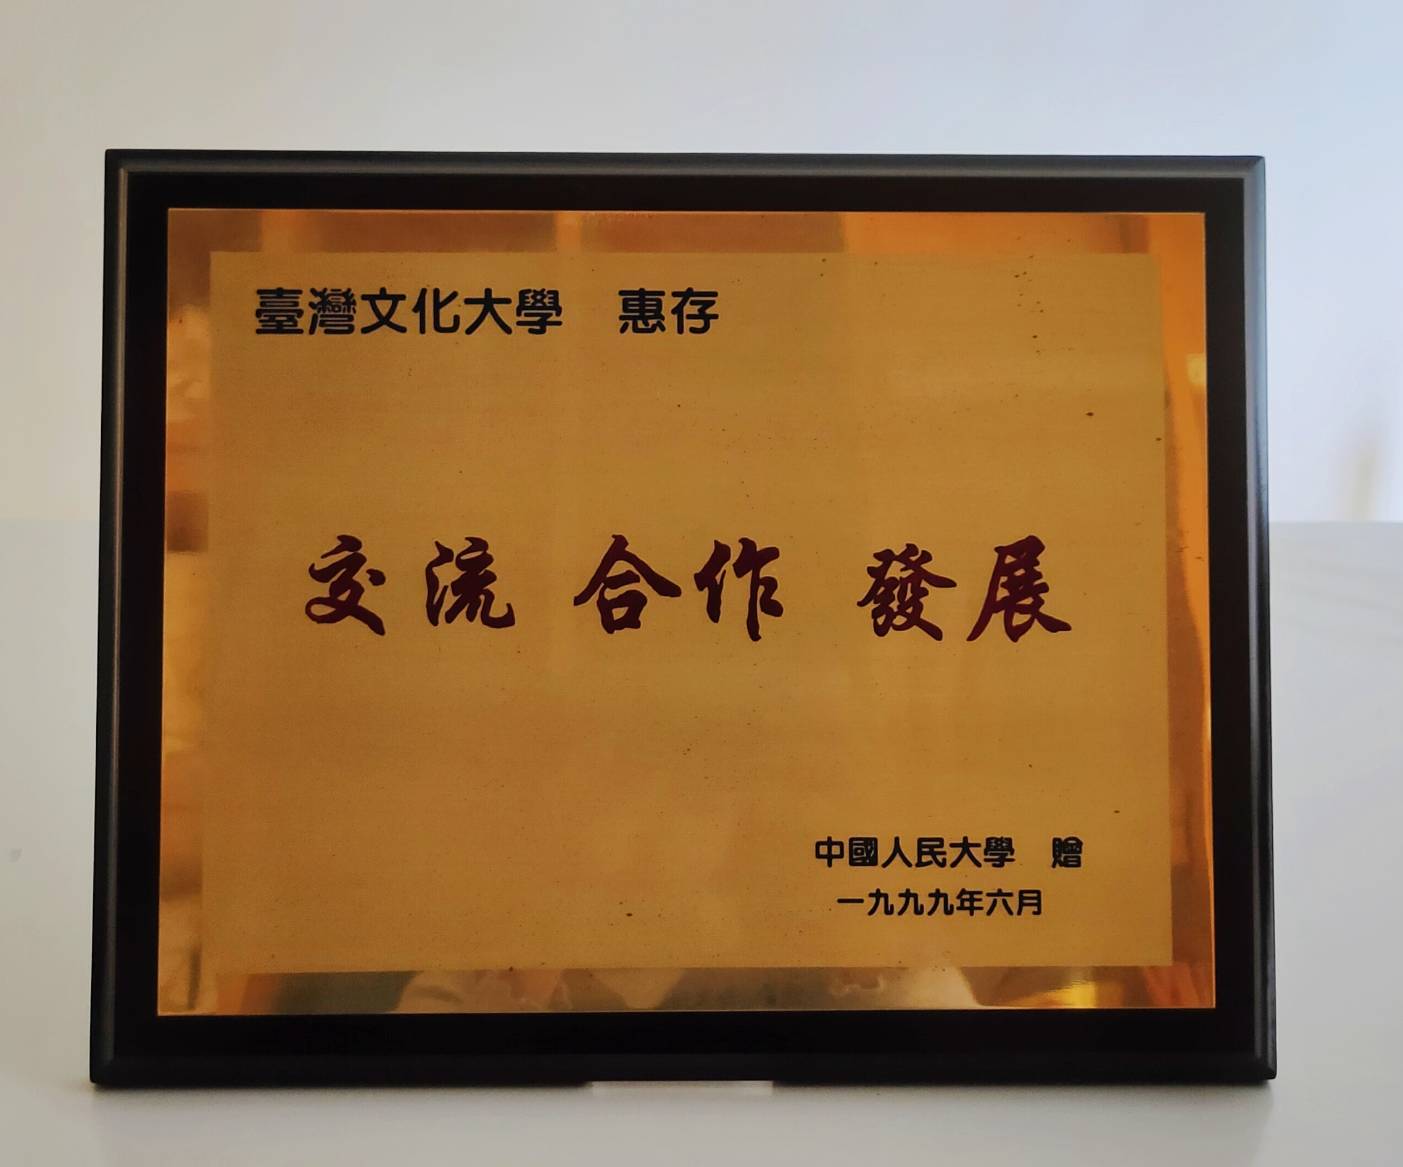 臺灣文化大學　惠存
交流 合作 發展
中國人民大學　贈
一九九九年六月